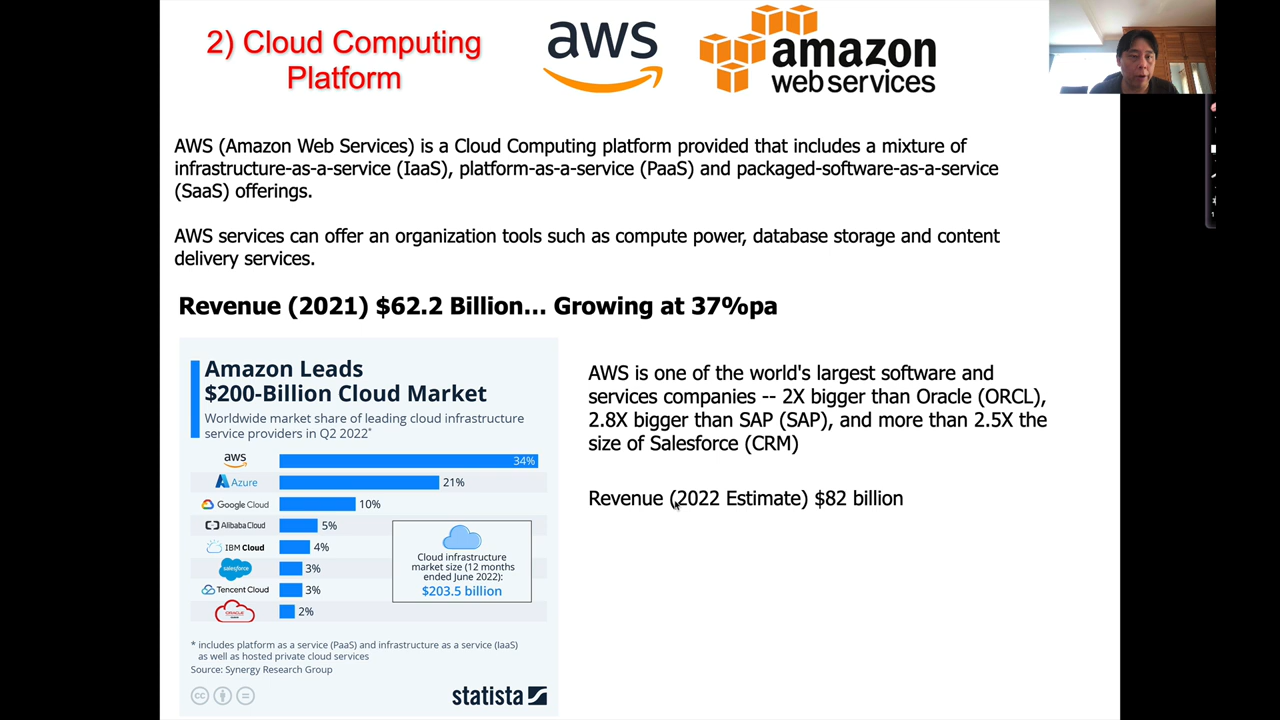 2) Cloud Computing
Platform
aws
amazon
web services
AWS (Amazon Web Services) is a Cloud Computing platform provided that includes a mixture of
infrastructure-as-a-service (IaaS), platform-as-a-service (PaaS) and packaged-software-as-a-service
(SaaS) offerings.
AWS services can offer an organization tools such as compute power, database storage and content
delivery services.
Revenue (2021) $62.2 Billion... Growing at 37%pa
Amazon Leads
$200-Billion Cloud Market
Worldwide market share of leading cloud infrastructure
service providers in Q2 2022*
aws 34%
Azure 21%
Google Cloud 10%
Alibaba Cloud 5%
IBM Cloud 4%
salesforce 3%
Tencent Cloud 3%
ORACLE 2%
Cloud infrastructure
market size (12 months
ended June 2022):
$203.5 billion
* includes platform as a service (PaaS) and infrastructure as a service (IaaS)
as well as hosted private cloud services
Source: Synergy Research Group
cc
statista
AWS is one of the world's largest software and
services companies -- 2X bigger than Oracle (ORCL),
2.8X bigger than SAP (SAP), and more than 2.5X the
size of Salesforce (CRM)
Revenue (2022 Estimate) $82 billion